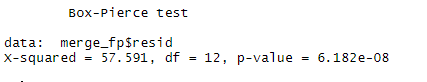 Box-Pierce test
data:  merge_fp$resid
X-squared = 57.591, df = 12, p-value = 6.182e-08